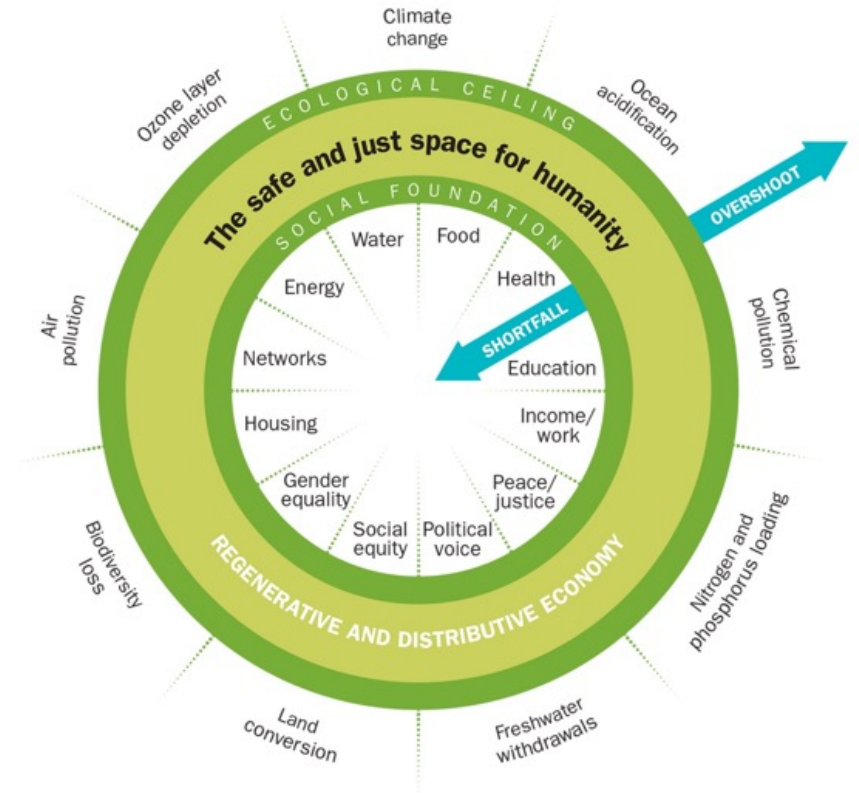 Climate
change
Ozone layer
depletion
Ocean
acidification
ECOLOGICAL CEILING
The safe and just space for humanity
OVERSHOOT
SOCIAL FOUNDATION
Water
Food
Energy
Health
SHORTFALL
Air
pollution
Chemical
pollution
Networks
Education
Housing
Income/
work
Gender
equality
Peace/
justice
Social
equity
Political
voice
REGENERATIVE AND DISTRIBUTIVE ECONOMY
Biodiversity
loss
Nitrogen and
phosphorus loading
Land
conversion
Freshwater
withdrawals